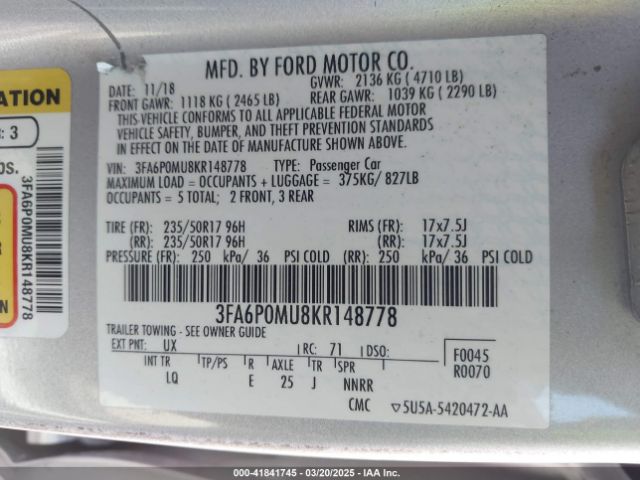 MFD. BY FORD MOTOR CO.
DATE: 11/18 GVWR: 2136 KG ( 4710 LB)
FRONT GAWR: 1118 KG ( 2465 LB) REAR GAWR: 1039 KG ( 2290 LB)
THIS VEHICLE CONFORMS TO ALL APPLICABLE FEDERAL MOTOR
VEHICLE SAFETY, BUMPER, AND THEFT PREVENTION STANDARDS
IN EFFECT ON THE DATE OF MANUFACTURE SHOWN ABOVE.
VIN: 3FA6P0MU8KR148778 TYPE: Passenger Car
MAXIMUM LOAD = OCCUPANTS + LUGGAGE = 375KG/ 827LB
OCCUPANTS = 5 TOTAL; 2 FRONT, 3 REAR
TIRE (FR): 235/50R17 96H RIMS (FR): 17x7.5J
(RR): 235/50R17 96H (RR): 17x7.5J
PRESSURE (FR): 250 kPa/ 36 PSI COLD (RR): 250 kPa/ 36 PSI COLD
3FA6P0MU8KR148778
TRAILER TOWING - SEE OWNER GUIDE
EXT PNT: UX RC: 71 DSO:
INT TR TP/PS R AXLE TR SPR
LQ E 25 J NNRR
F0045
R0070
CMC ▽5U5A-5420472-AA
ATION
: 3
bs.
3FA6P0MU8KR148778
N
000-41841745 — 03/20/2025 — IAA Inc.